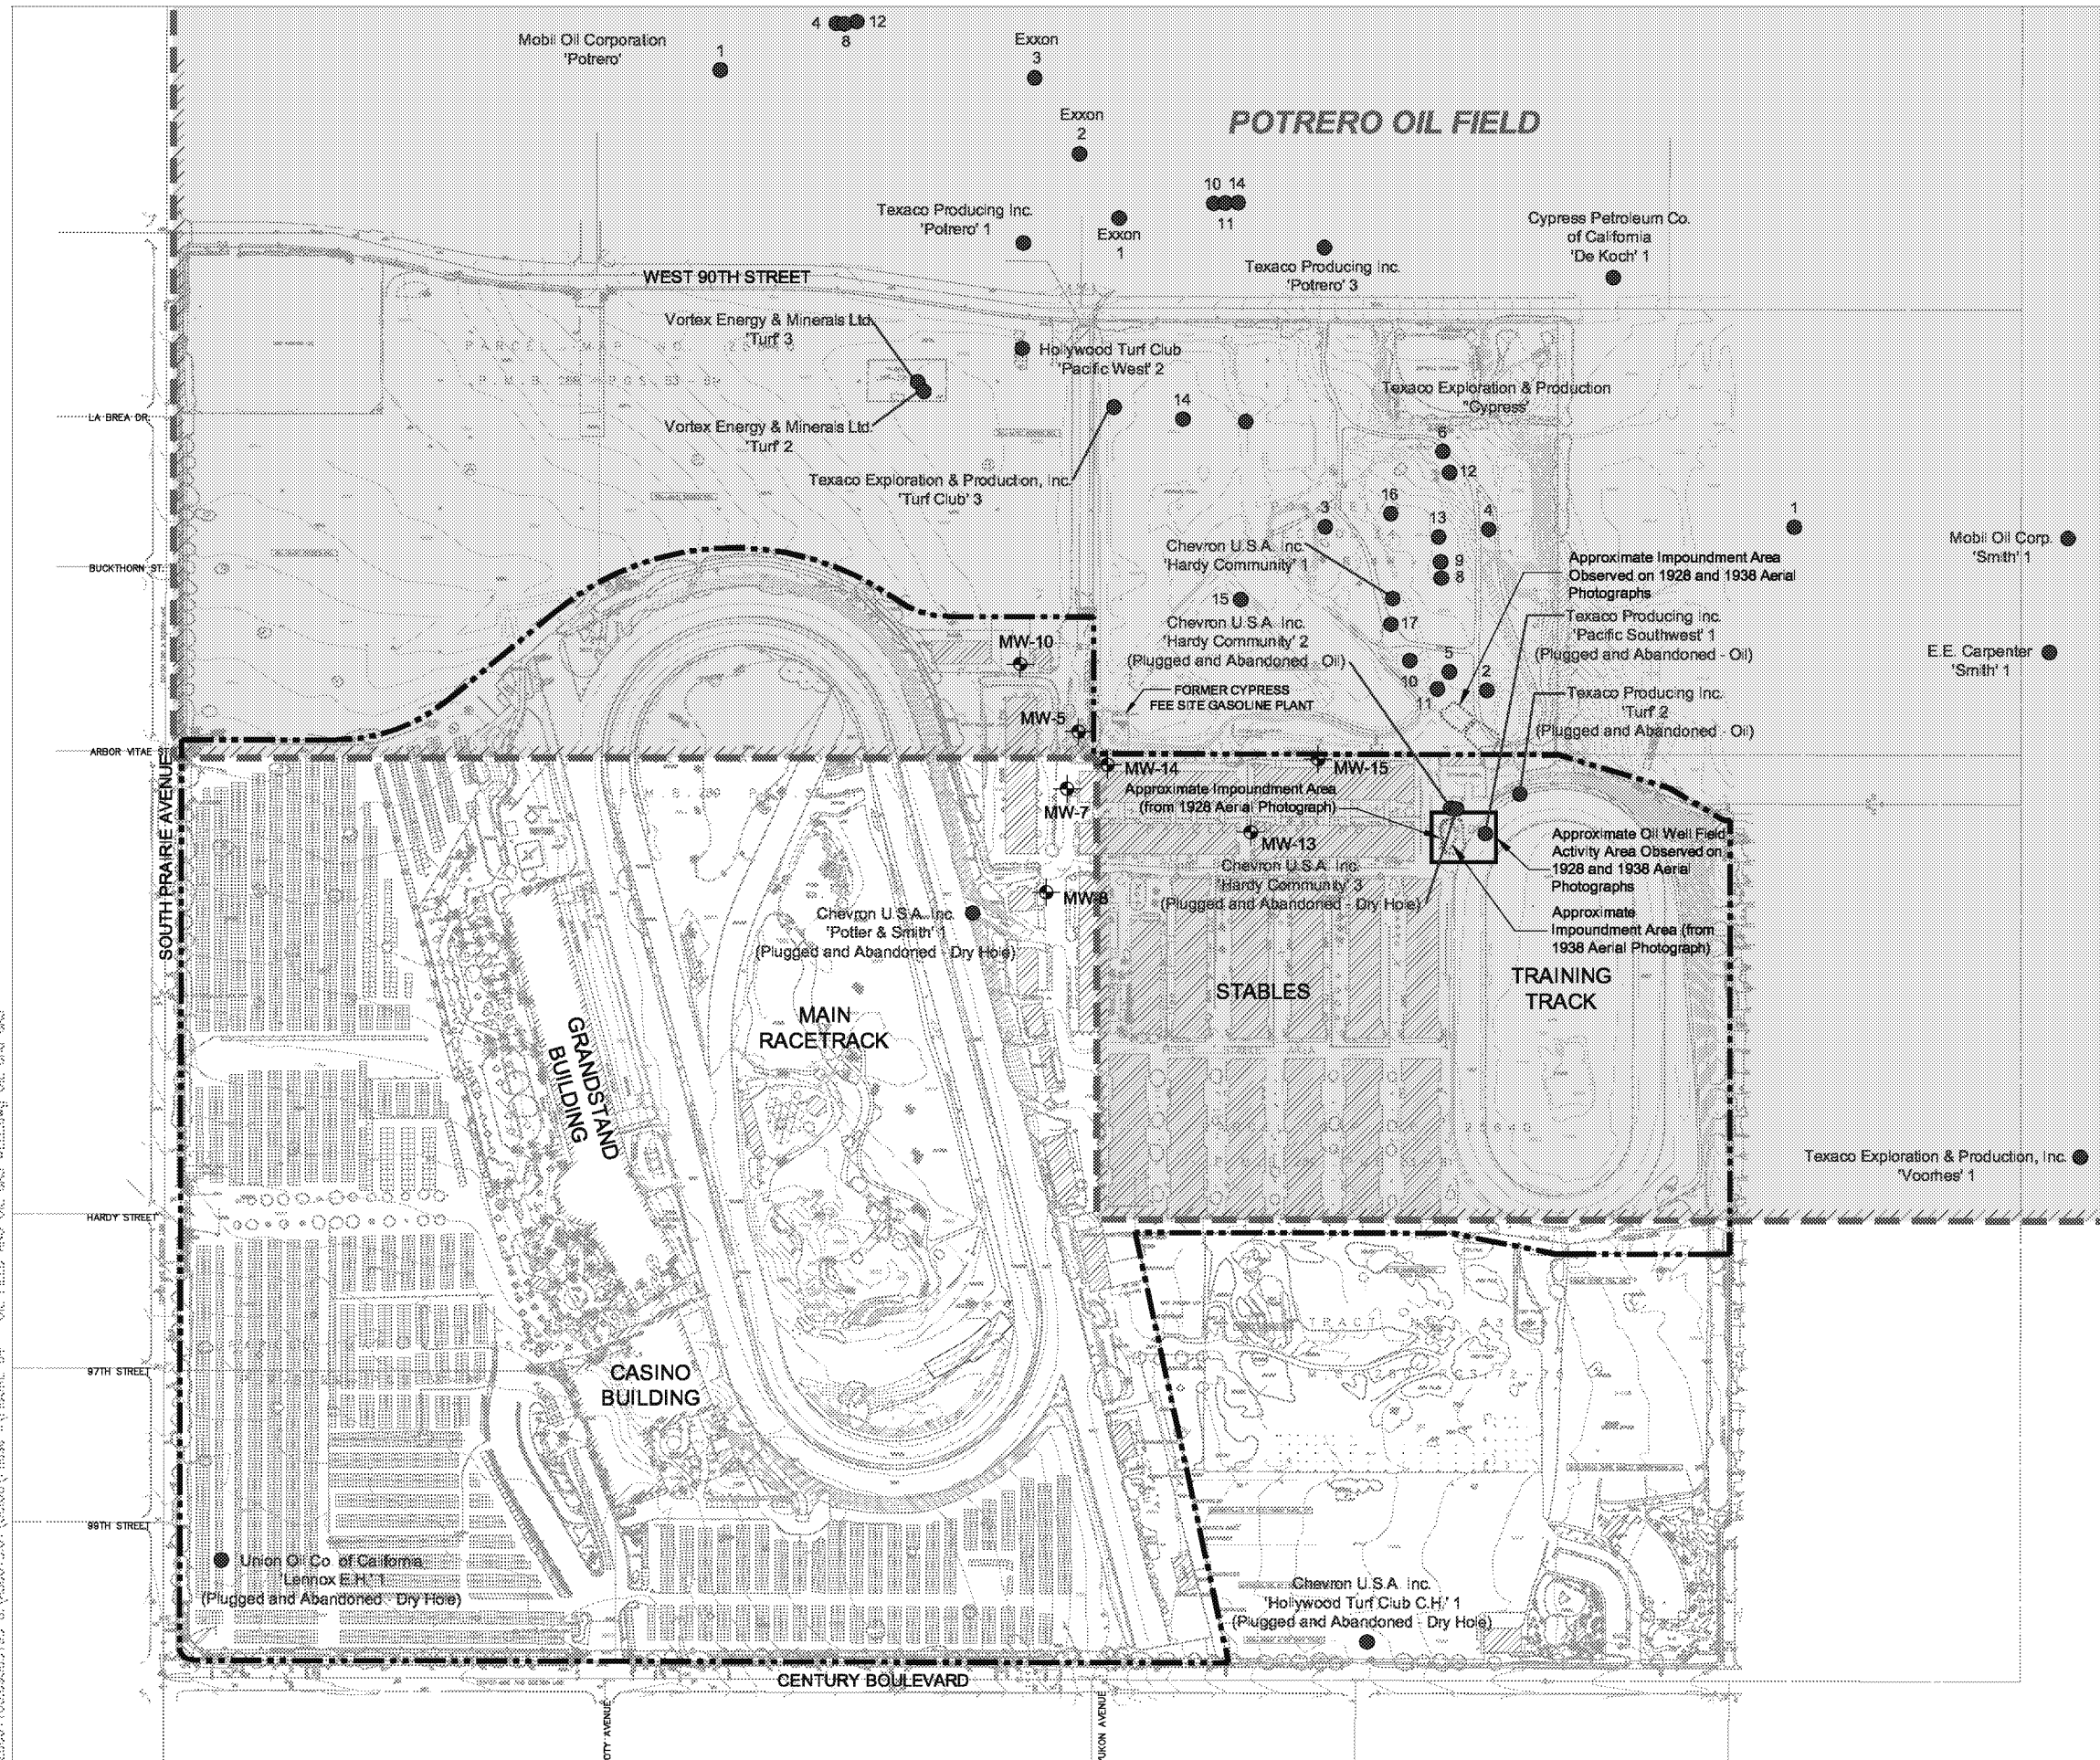 4
12
8
Mobil Oil Corporation
'Potrero'
1
Exxon
3
Exxon
2
POTRERO OIL FIELD
10 14
11
Texaco Producing Inc.
'Potrero' 1
Exxon
1
Cypress Petroleum Co.
of California
'De Koch' 1
Texaco Producing Inc.
'Potrero' 3
WEST 90TH STREET
Vortex Energy & Minerals Ltd.
'Turf' 3
PARCEL MAP NO.
Hollywood Turf Club
'Pacific West' 2
Texaco Exploration & Production
"Cypress'
14
LA BREA DR.
Vortex Energy & Minerals Ltd.
'Turf' 2
6
12
Texaco Exploration & Production, Inc.
'Turf Club' 3
16
3
13
4
1
Mobil Oil Corp.
'Smith' 1
Chevron U.S.A. Inc.
'Hardy Community' 1
9
8
BUCKTHORN ST.
Approximate Impoundment Area
Observed on 1928 and 1938 Aerial
Photographs
15
Chevron U.S.A. Inc.
'Hardy Community' 2
(Plugged and Abandoned - Oil)
17
Texaco Producing Inc.
'Pacific Southwest' 1
(Plugged and Abandoned - Oil)
MW-10
E.E. Carpenter
'Smith' 1
5
10
2
11
FORMER CYPRESS
FEE SITE GASOLINE PLANT
Texaco Producing Inc.
'Turf' 2
(Plugged and Abandoned - Oil)
MW-5
ARBOR VITAE ST.
SOUTH PRAIRIE AVENUE
MW-14
MW-15
Approximate Impoundment Area
(from 1928 Aerial Photograph)
MW-7
MW-13
Chevron U.S.A. Inc.
'Hardy Community' 3
(Plugged and Abandoned - Dry Hole)
Approximate Oil Well Field
Activity Area Observed on
1928 and 1938 Aerial
Photographs
MW-8
Chevron U.S.A. Inc.
'Potter & Smith' 1
(Plugged and Abandoned - Dry Hole)
Approximate
Impoundment Area (from
1938 Aerial Photograph)
STABLES
TRAINING
TRACK
MAIN
RACETRACK
GRANDSTAND
BUILDING
Texaco Exploration & Production, Inc.
'Voorhes' 1
HARDY STREET
TRACT
97TH STREET
CASINO
BUILDING
99TH STREET
Union Oil Co. of California
'Lennox E.H.' 1
(Plugged and Abandoned - Dry Hole)
Chevron U.S.A. Inc.
'Hollywood Turf Club C.H.' 1
(Plugged and Abandoned - Dry Hole)
CENTURY BOULEVARD
AVENUE
YUKON AVENUE